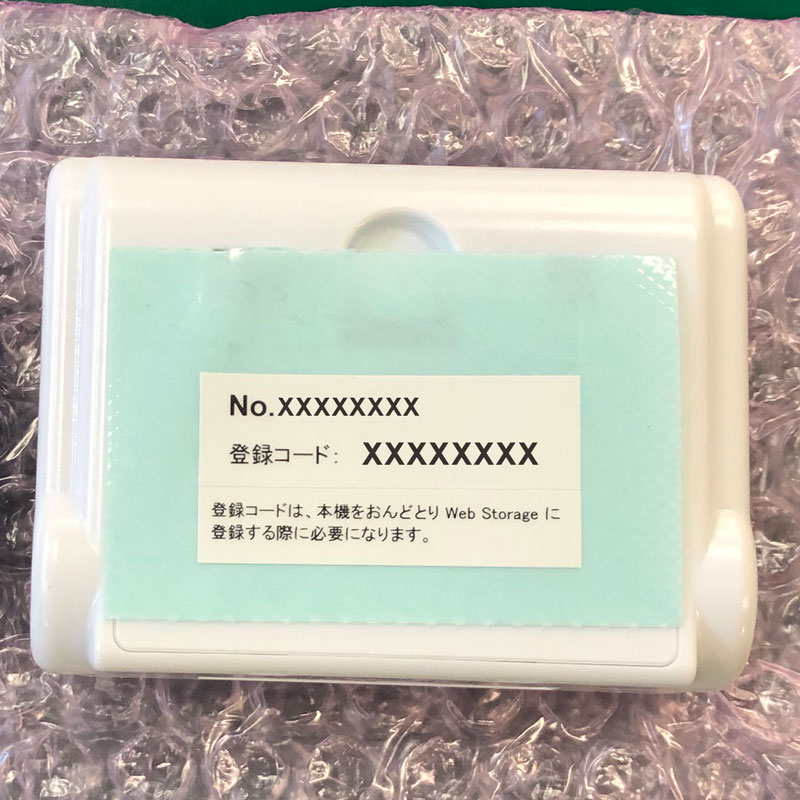 No.XXXXXXXX
登録コード: XXXXXXXX
登録コードは、本機をおんどとり Web Storage に
登録する際に必要になります。